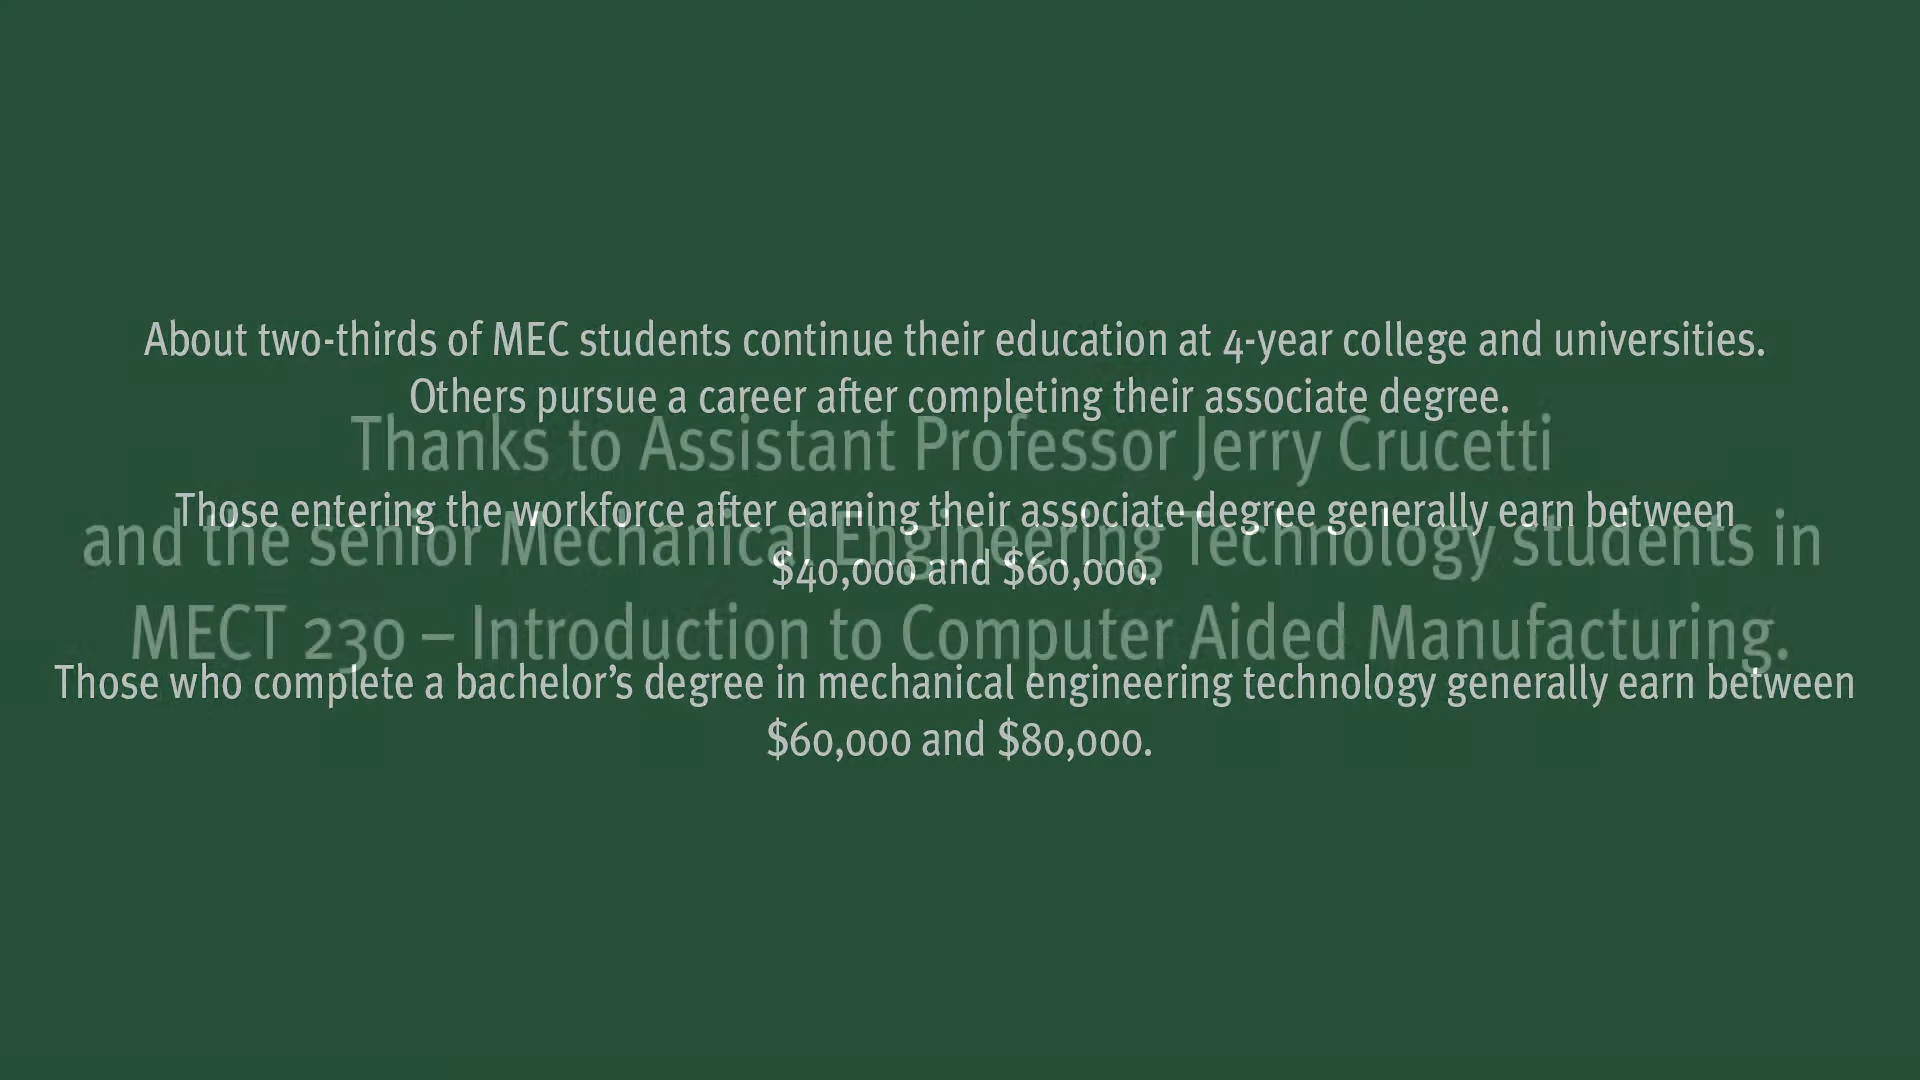 About two-thirds of MEC students continue their education at 4-year college and universities.
Others pursue a career after completing their associate degree.
Thanks to Assistant Professor Jerry Crucetti
Those entering the workforce after earning their associate degree generally earn between
and the senior Mechanical Engineering Technology students in
$40,000 and $60,000.
MECT 230 – Introduction to Computer Aided Manufacturing.
Those who complete a bachelor’s degree in mechanical engineering technology generally earn between
$60,000 and $80,000.